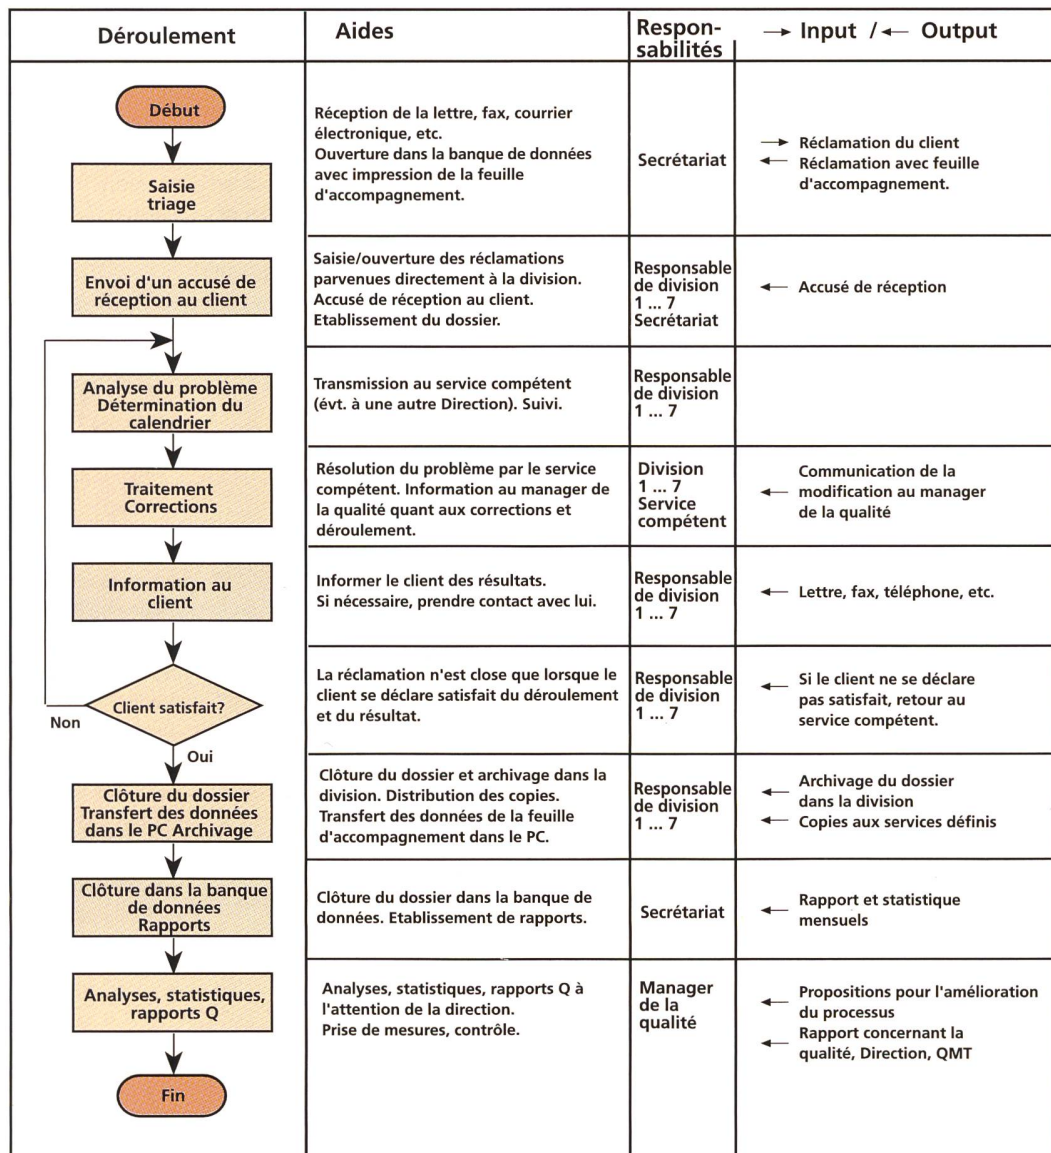 Déroulement
Aides
Respon-
sabilités
→ Input / ← Output
Début
Saisie
triage
Réception de la lettre, fax, courrier
électronique, etc.
Ouverture dans la banque de données
avec impression de la feuille
d'accompagnement.
Secrétariat
→ Réclamation du client
← Réclamation avec feuille
d'accompagnement.
Envoi d'un accusé de
réception au client
Saisie/ouverture des réclamations
parvenues directement à la division.
Accusé de réception au client.
Etablissement du dossier.
Responsable
de division
1 ... 7
Secrétariat
← Accusé de réception
Analyse du problème
Détermination du
calendrier
Transmission au service compétent
(évt. à une autre Direction). Suivi.
Responsable
de division
1 ... 7
Traitement
Corrections
Résolution du problème par le service
compétent. Information au manager de
la qualité quant aux corrections et
déroulement.
Division
1 ... 7
Service
compétent
Communication de la
← modification au manager
de la qualité
Information au
client
Informer le client des résultats.
Si nécessaire, prendre contact avec lui.
Responsable
de division
1 ... 7
← Lettre, fax, téléphone, etc.
Client satisfait?
Non
Oui
La réclamation n'est close que lorsque le
client se déclare satisfait du déroulement
et du résultat.
Responsable
de division
1 ... 7
← Si le client ne se déclare
pas satisfait, retour au
service compétent.
Clôture du dossier
Transfert des données
dans le PC Archivage
Clôture du dossier et archivage dans la
division. Distribution des copies.
Transfert des données de la feuille
d'accompagnement dans le PC.
Responsable
de division
1 ... 7
← Archivage du dossier
dans la division
← Copies aux services définis
Clôture dans la banque
de données
Rapports
Clôture du dossier dans la banque de
données. Etablissement de rapports.
Secrétariat
← Rapport et statistique
mensuels
Analyses, statistiques,
rapports Q
Analyses, statistiques, rapports Q à
l'attention de la direction.
Prise de mesures, contrôle.
Manager
de la
qualité
← Propositions pour l'amélioration
du processus
← Rapport concernant la
qualité, Direction, QMT
Fin